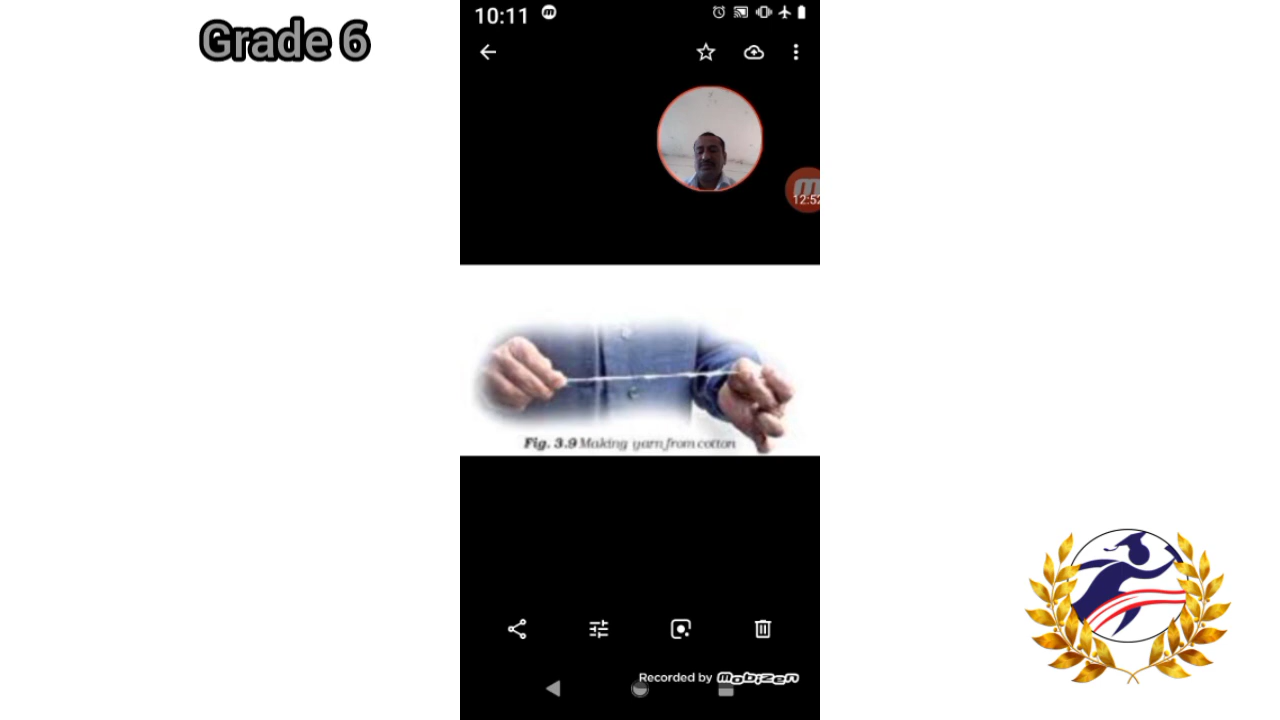 Grade 6
10:11
12:52
Fig. 3.9 Making yarn from cotton
Recorded by Mobizen